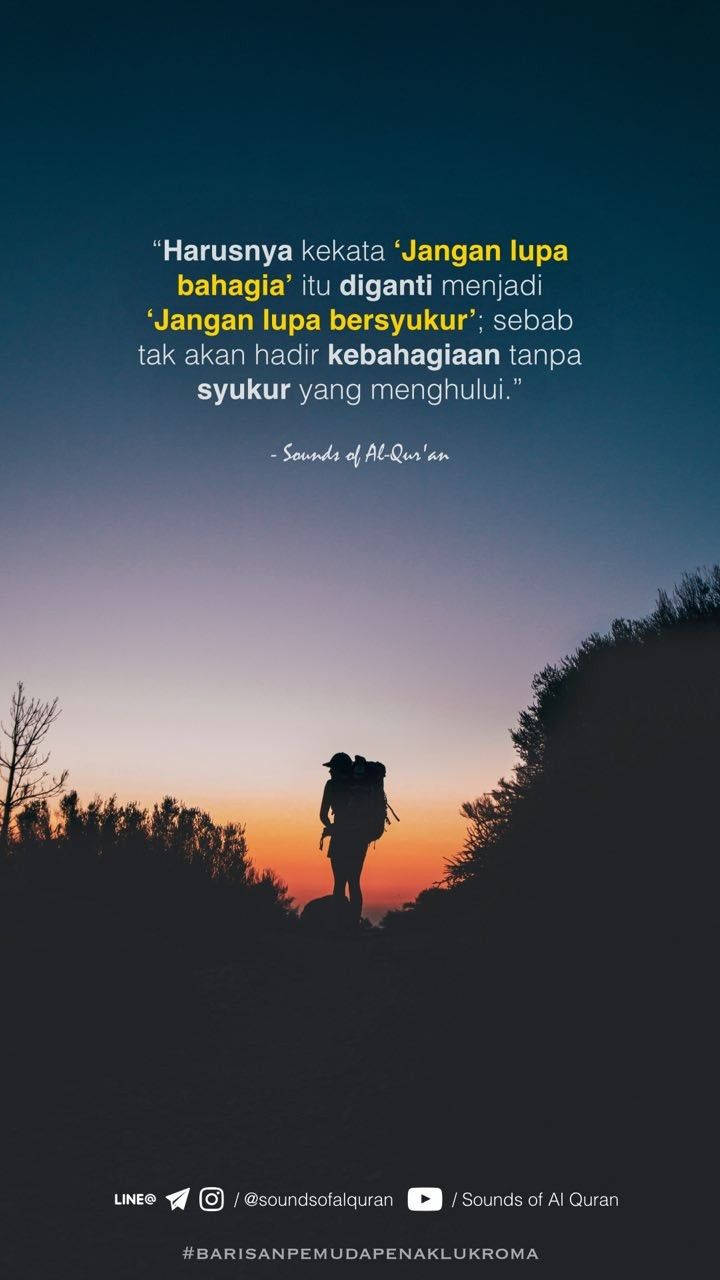 “Harusnya kekata ‘Jangan lupa
bahagia’ itu diganti menjadi
‘Jangan lupa bersyukur’; sebab
tak akan hadir kebahagiaan tanpa
syukur yang menghului.”
- Sounds of Al-Qur'an
LINE@ / @soundsofalquran / Sounds of Al Quran
#BARISANPEMUDAPENAKLUKROMA